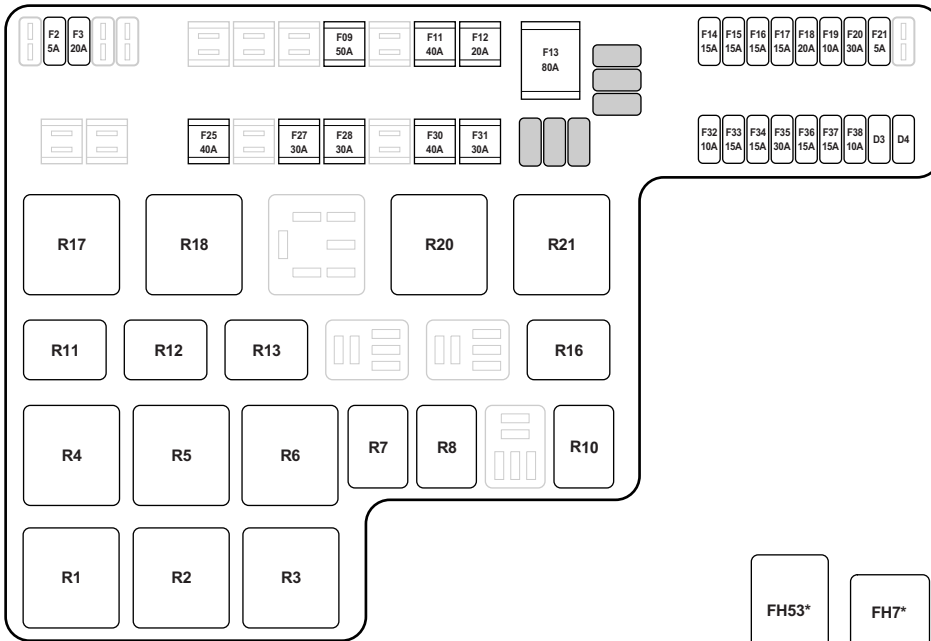 F2 F3 F09 F11 F12 F13 F14 F15 F16 F17 F18 F19 F20 F21
5A 20A 50A 40A 20A 80A 15A 15A 15A 15A 20A 10A 30A 5A
F25 F27 F28 F30 F31 F32 F33 F34 F35 F36 F37 F38 D3 D4
40A 30A 30A 40A 30A 10A 15A 15A 30A 15A 15A 10A
R17 R18 R20 R21
R11 R12 R13 R16
R4 R5 R6 R7 R8 R10
R1 R2 R3
FH53* FH7*